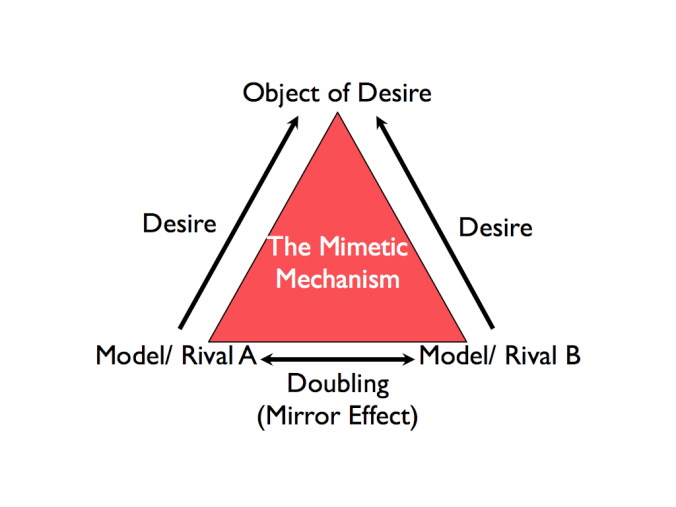 Object of Desire
Desire
Desire
The Mimetic
Mechanism
Model/ Rival A
Model/ Rival B
Doubling
(Mirror Effect)